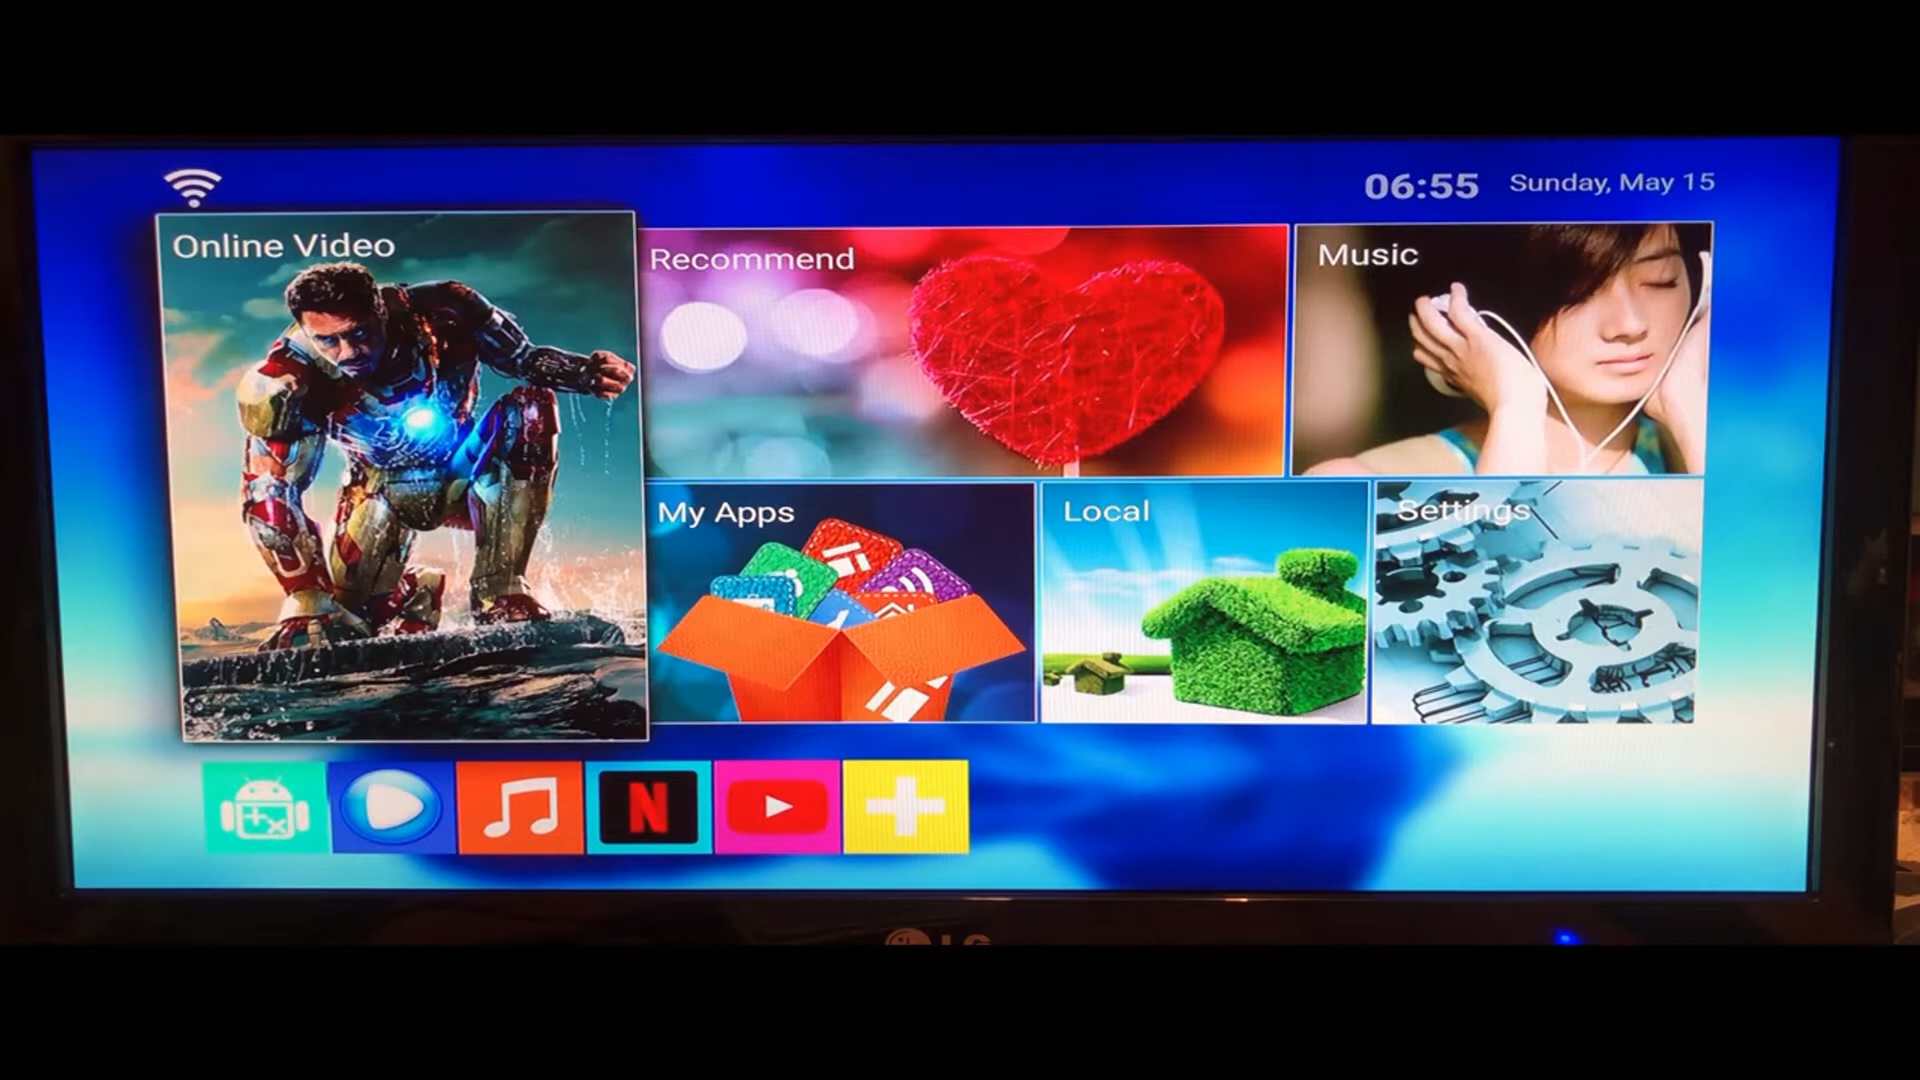 06:55 Sunday, May 15
Online Video
Recommend
Music
My Apps
Local
Settings
N
LG